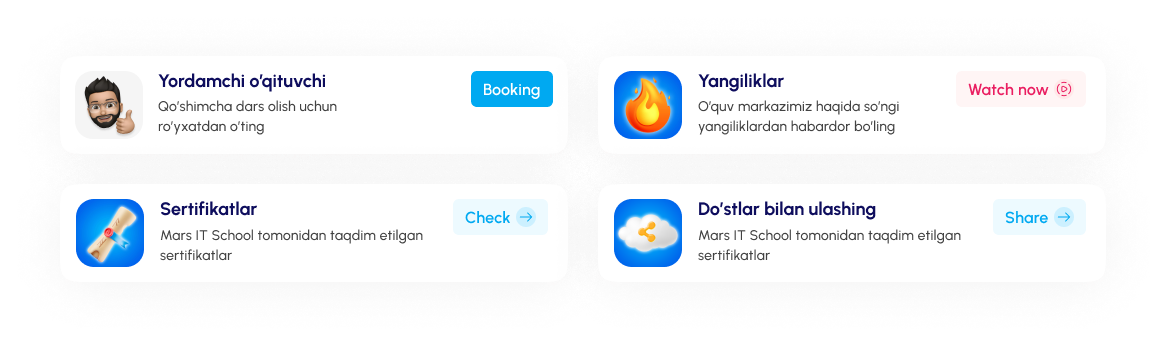 Yordamchi o'qituvchi
Qo'shimcha dars olish uchun
ro'yxatdan o'ting
Booking
Yangiliklar
O'quv markazimiz haqida so'ngi
yangiliklardan habardor bo'ling
Watch now
Sertifikatlar
Mars IT School tomonidan taqdim etilgan
sertifikatlar
Check
Do'stlar bilan ulashing
Mars IT School tomonidan taqdim etilgan
sertifikatlar
Share